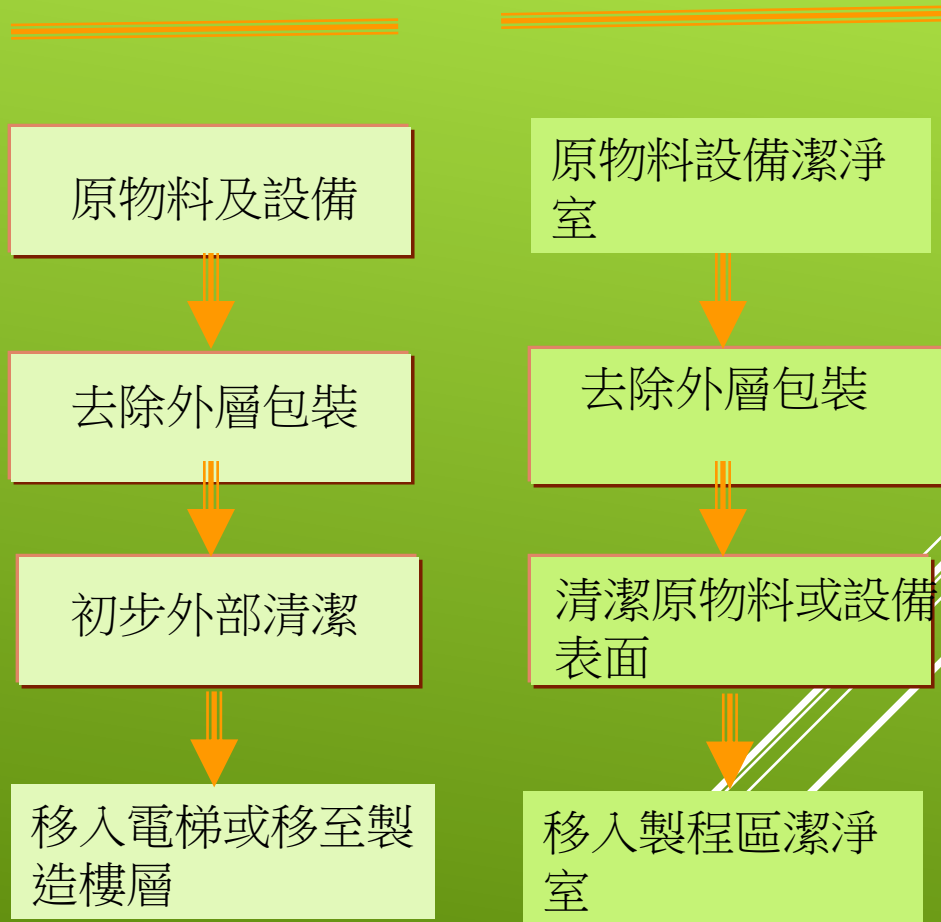 原物料及設備
去除外層包裝
初步外部清潔
移入電梯或移至製
造樓層
原物料設備潔淨
室
去除外層包裝
清潔原物料或設備
表面
移入製程區潔淨
室